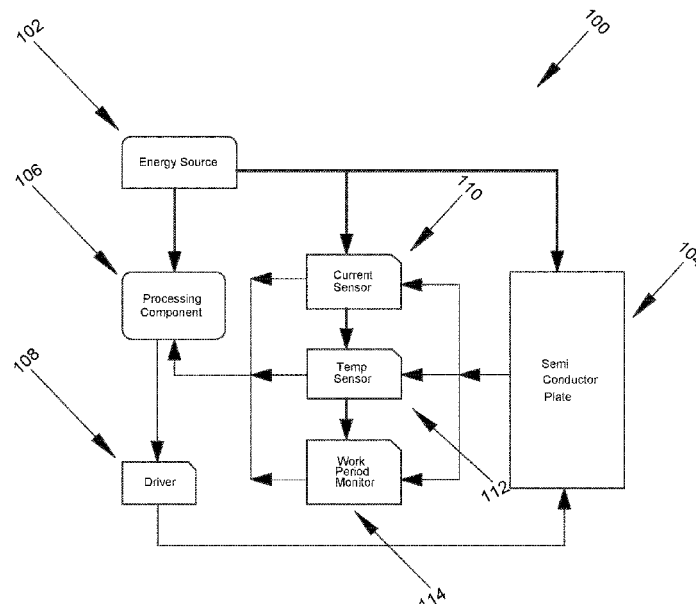 102
100
Energy Source
106
110
Current
Sensor
104
Processing
Component
Semi
Conductor
Plate
Temp
Sensor
108
Work
Period
Monitor
112
Driver
114